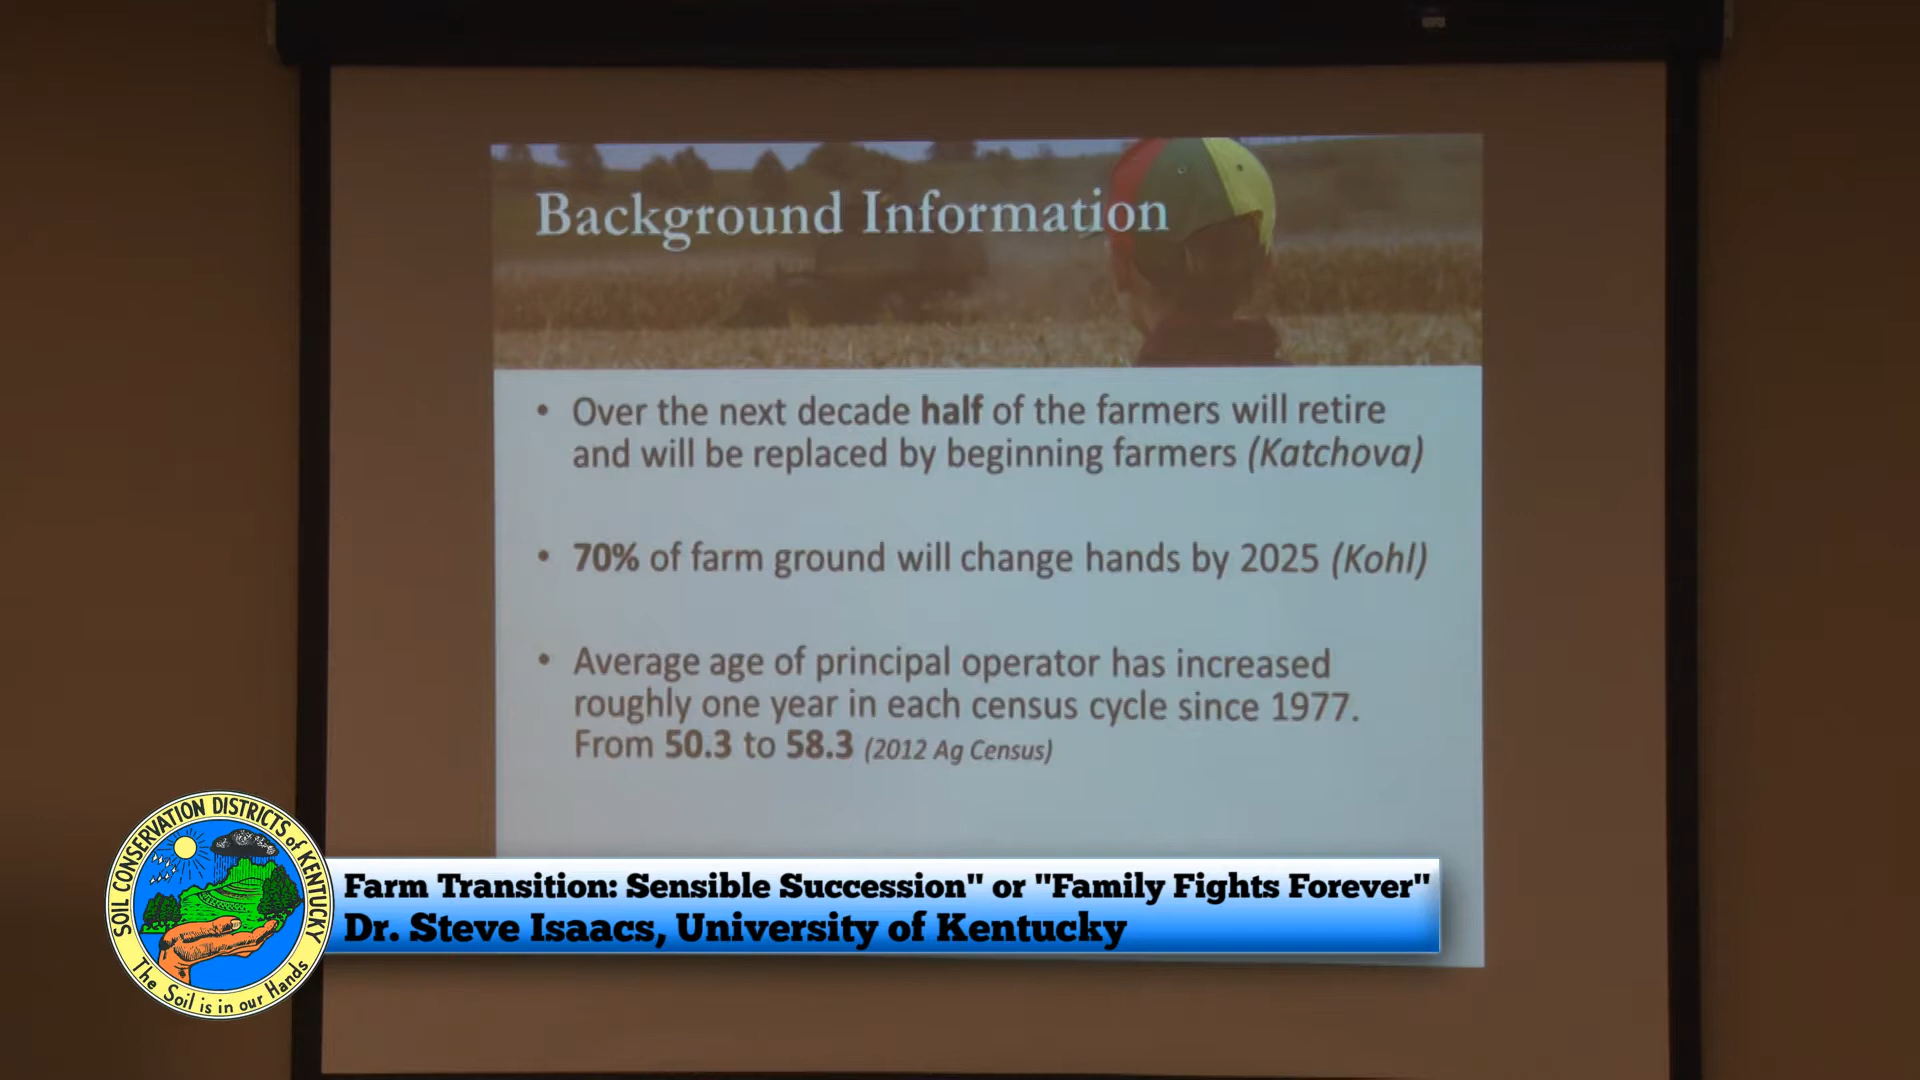 Background Information
• Over the next decade half of the farmers will retire
and will be replaced by beginning farmers (Katchova)
• 70% of farm ground will change hands by 2025 (Kohl)
• Average age of principal operator has increased
roughly one year in each census cycle since 1977.
From 50.3 to 58.3 (2012 Ag Census)
SOIL CONSERVATION DISTRICTS of KENTUCKY
The Soil is in our Hands
Farm Transition: Sensible Succession" or "Family Fights Forever"
Dr. Steve Isaacs, University of Kentucky